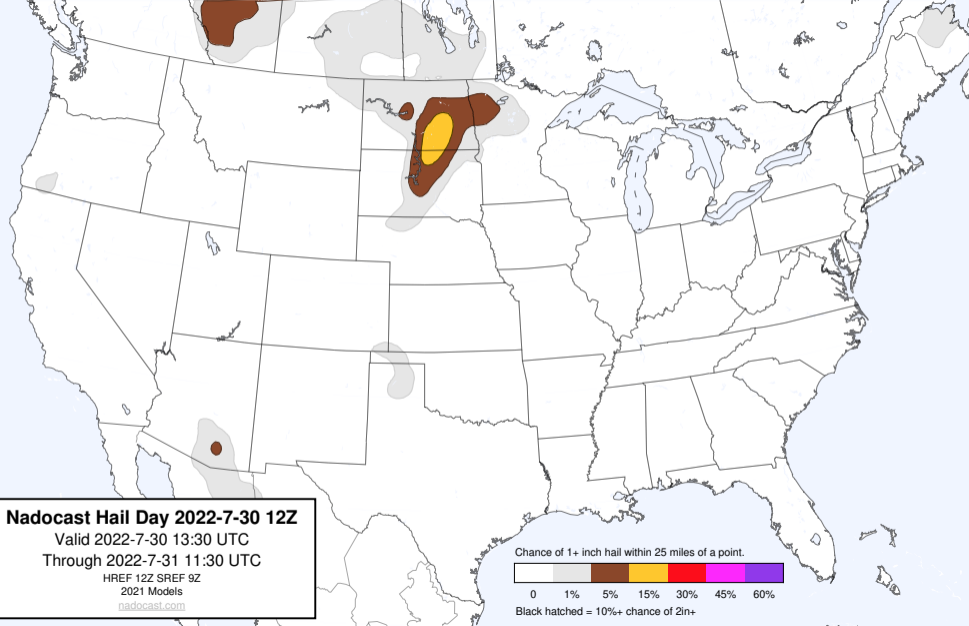 Nadocast Hail Day 2022-7-30 12Z
Valid 2022-7-30 13:30 UTC
Through 2022-7-31 11:30 UTC
HREF 12Z SREF 9Z
2021 Models
nadocast.com
Chance of 1+ inch hail within 25 miles of a point.
0 1% 5% 15% 30% 45% 60%
Black hatched = 10%+ chance of 2in+